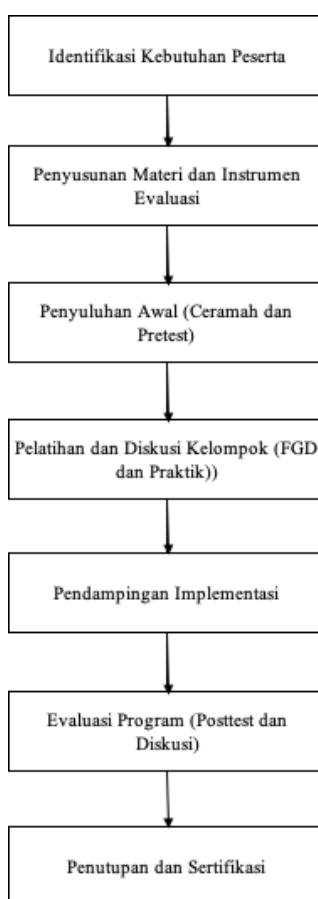 Identifikasi Kebutuhan Peserta
Penyusunan Materi dan Instrumen
Evaluasi
Penyuluhan Awal (Ceramah dan
Pretest)
Pelatihan dan Diskusi Kelompok (FGD
dan Praktik))
Pendampingan Implementasi
Evaluasi Program (Posttest dan
Diskusi)
Penutupan dan Sertifikasi